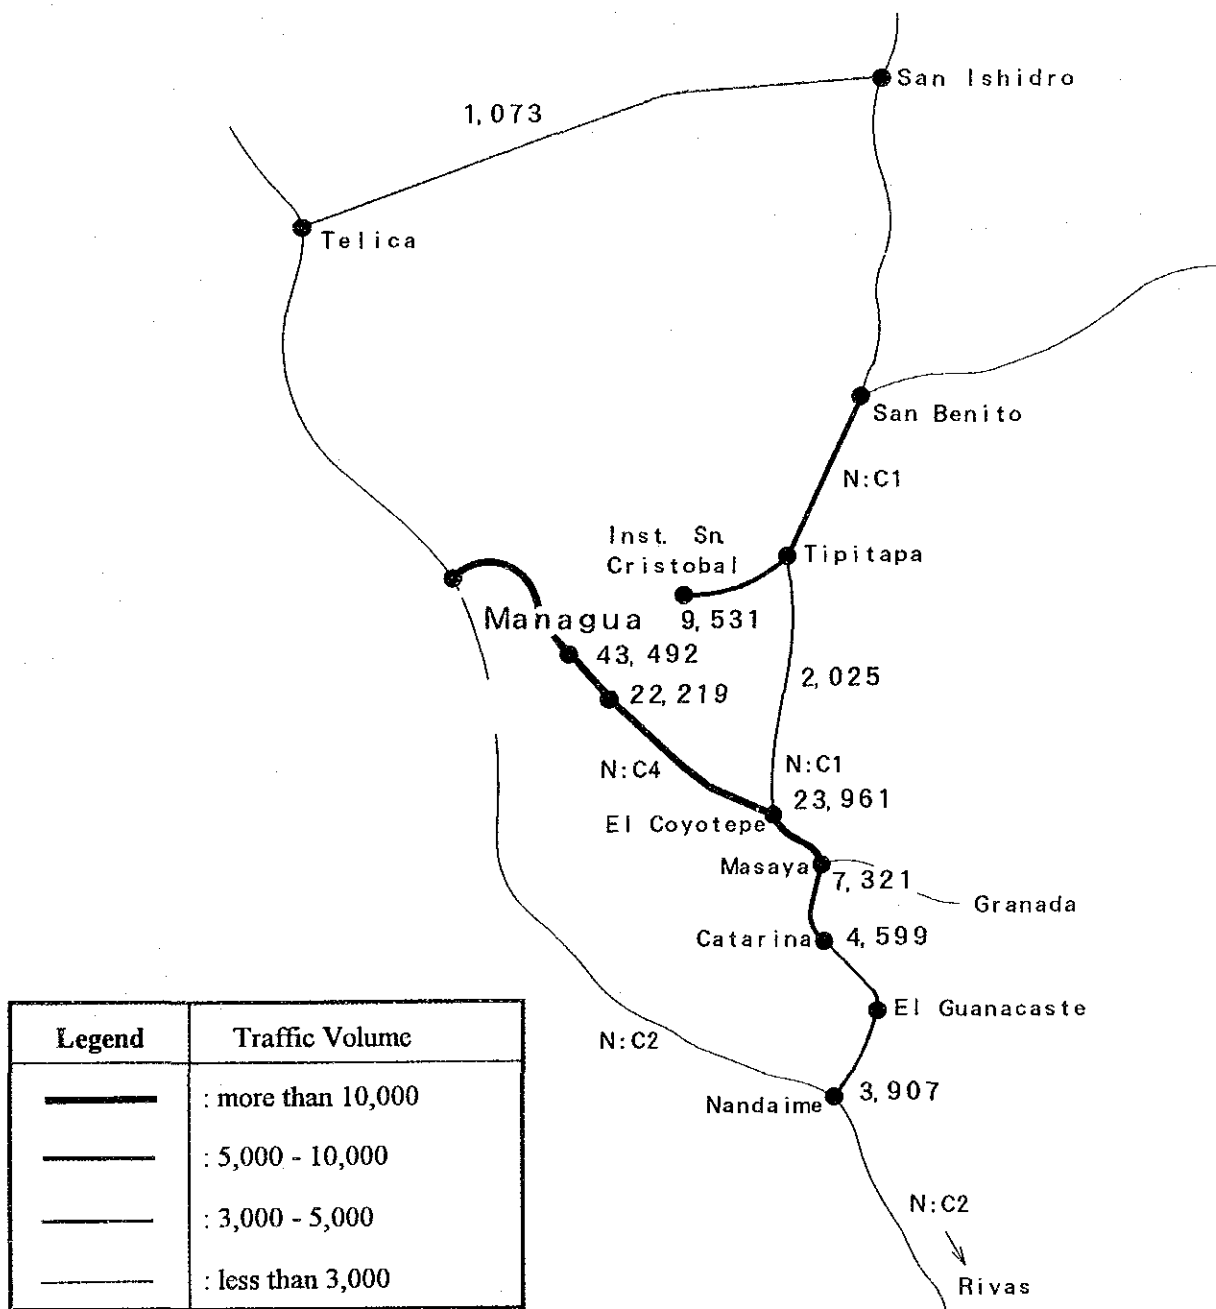 San Ishidro
1,073
Telica
San Benito
N:C1
Inst. Sn.
Cristobal
Tipitapa
Managua
9,531
43,492
2,025
22,219
N:C4
N:C1
23,961
El Coyotepe
Masaya
7,321
Granada
Catarina
4,599
El Guanacaste
N:C2
Nandaime
3,907
N:C2
Rivas
Legend Traffic Volume
: more than 10,000
: 5,000 - 10,000
: 3,000 - 5,000
: less than 3,000